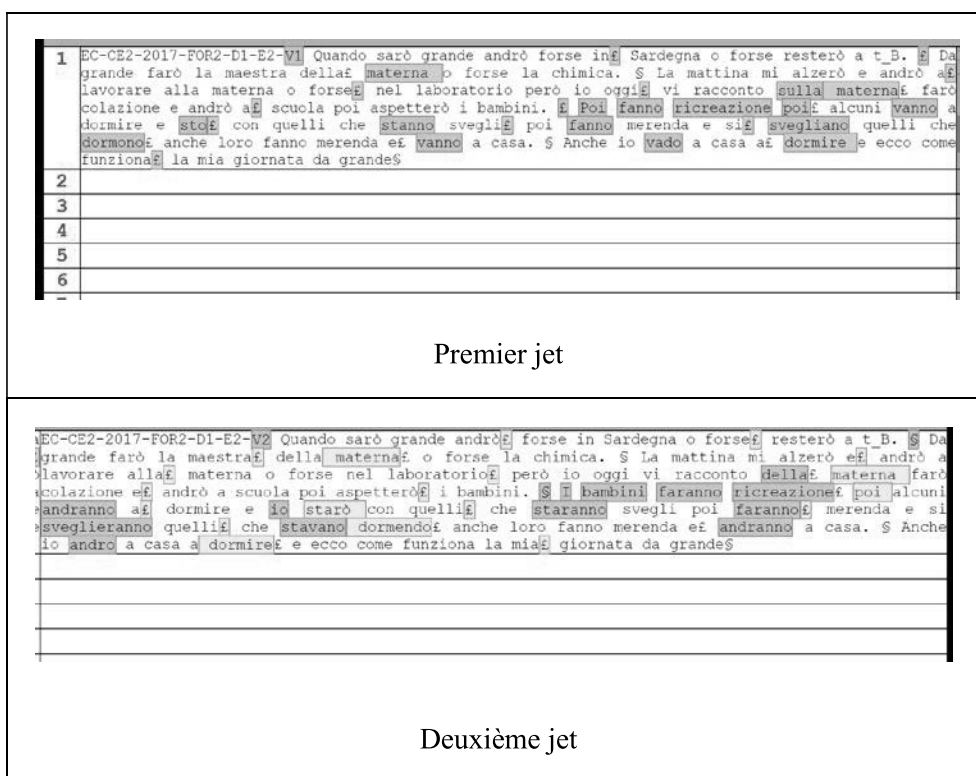 1 EC-CE2-2017-FOR2-D1-E2-V1 Quando sarò grande andrò forse in£ Sardegna o forse resterò a t_B. £ Da
grande farò la maestra della£ materna o forse la chimica. § La mattina mi alzerò e andrò a£
lavorare alla materna o forse£ nel laboratorio però io oggi£ vi racconto sulla materna£ farò
colazione e andrò a£ scuola poi aspetterò i bambini. £ Poi fanno ricreazione poi£ alcuni vanno a
dormire e sto£ con quelli che stanno svegli£ poi fanno merenda e si£ svegliano quelli che
dormono£ anche loro fanno merenda e£ vanno a casa. § Anche io vado a casa a£ dormire e ecco come
funziona£ la mia giornata da grande§
2
3
4
5
6
Premier jet
EC-CE2-2017-FOR2-D1-E2-V2 Quando sarò grande andrò£ forse in Sardegna o forse£ resterò a t_B. § Da
grande farò la maestra£ della materna£ o forse la chimica. § La mattina mi alzerò e£ andrò a
lavorare alla£ materna o forse nel laboratorio£ però io oggi vi racconto della£ materna farò
colazione e£ andrò a scuola poi aspetterò£ i bambini. § I bambini faranno ricreazione£ poi alcuni
andranno a£ dormire e io starò con quelli£ che staranno svegli poi faranno£ merenda e si
sveglieranno quelli£ che stavano dormendo£ anche loro fanno merenda e£ andranno a casa. § Anche
io andro a casa a dormire£ e ecco come funziona la mia£ giornata da grande§
Deuxième jet